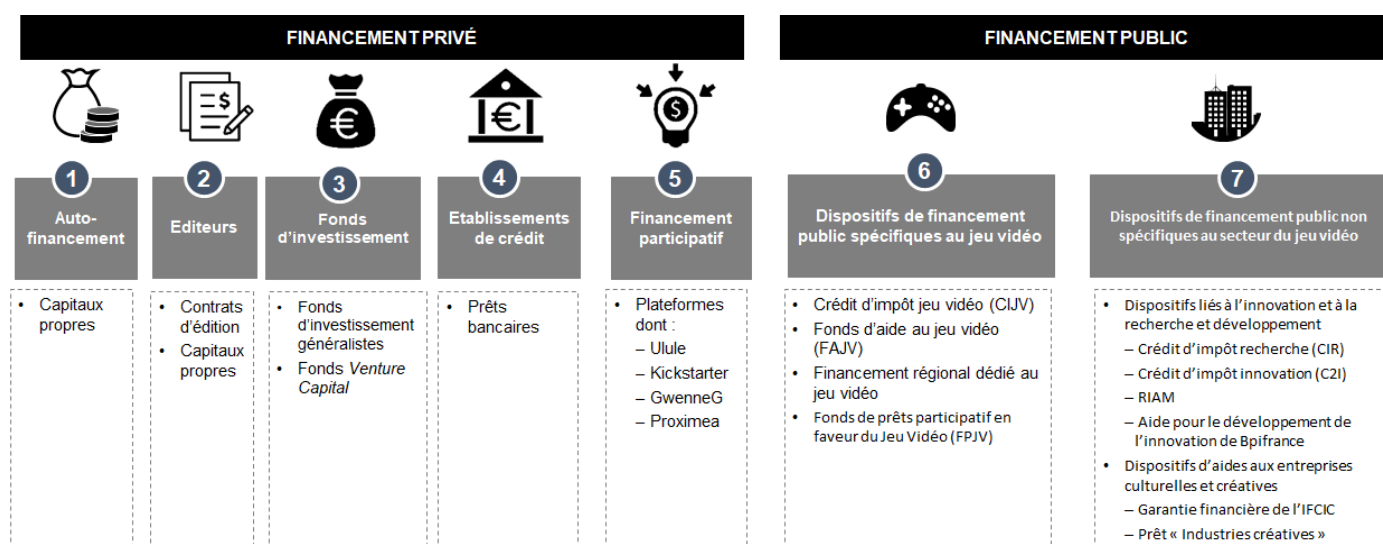 FINANCEMENT PRIVÉ
FINANCEMENT PUBLIC
$
€
€
$
1
Auto-
financement
• Capitaux
propres
2
Editeurs
• Contrats
d'édition
• Capitaux
propres
3
Fonds
d'investissement
• Fonds
d'investissement
généralistes
• Fonds Venture
Capital
4
Etablissements
de crédit
• Prêts
bancaires
5
Financement
participatif
• Plateformes
dont :
– Ulule
– Kickstarter
– GwenneG
– Proximea
6
Dispositifs de financement
public spécifiques au jeu vidéo
• Crédit d'impôt jeu vidéo (CIJV)
• Fonds d'aide au jeu vidéo
(FAJV)
• Financement régional dédié au
jeu vidéo
• Fonds de prêts participatif en
faveur du Jeu Vidéo (FPJV)
7
Dispositifs de financement public non
spécifiques au secteur du jeu vidéo
• Dispositifs liés à l'innovation et à la
recherche et développement
– Crédit d'impôt recherche (CIR)
– Crédit d'impôt innovation (C2I)
– RIAM
– Aide pour le développement de
l'innovation de Bpifrance
• Dispositifs d'aides aux entreprises
culturelles et créatives
– Garantie financière de l'IFCIC
– Prêt « Industries créatives »